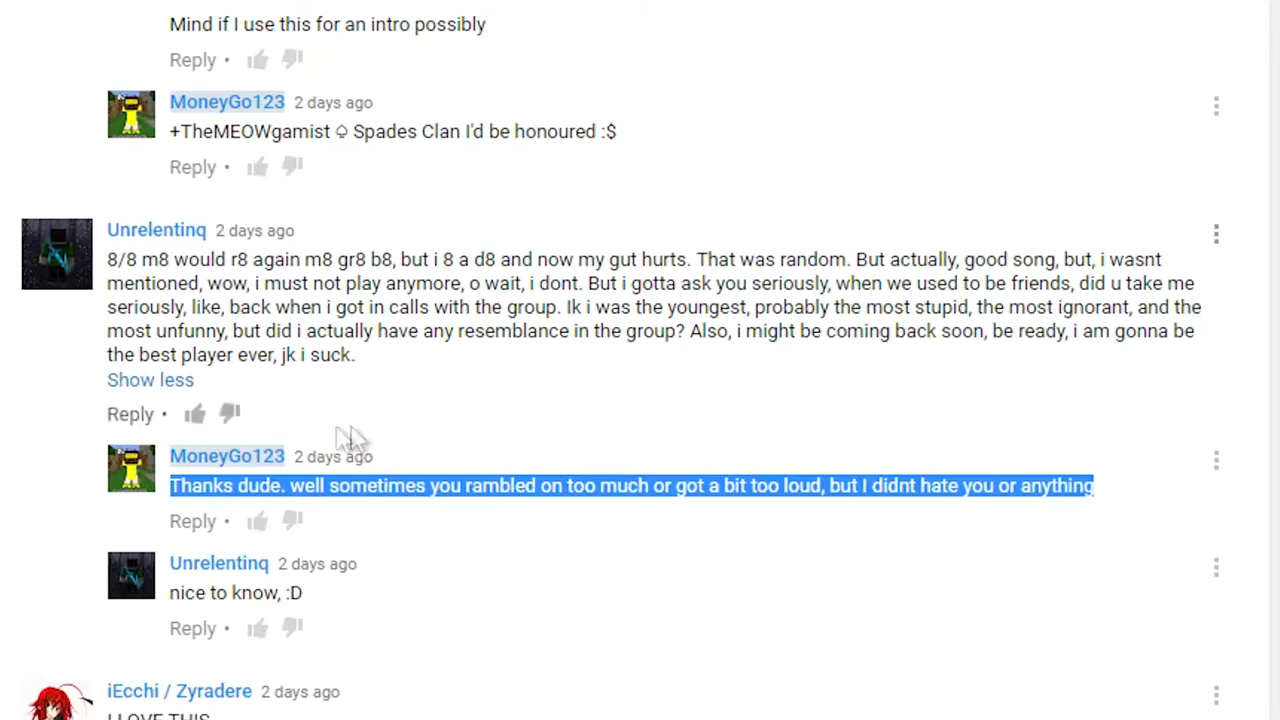 Mind if I use this for an intro possibly
Reply •
MoneyGo123 2 days ago
+TheMEOWgamist ♤ Spades Clan I'd be honoured :$
Reply •
Unrelentinq 2 days ago
8/8 m8 would r8 again m8 gr8 b8, but i 8 a d8 and now my gut hurts. That was random. But actually, good song, but, i wasnt
mentioned, wow, i must not play anymore, o wait, i dont. But i gotta ask you seriously, when we used to be friends, did u take me
seriously, like, back when i got in calls with the group. Ik i was the youngest, probably the most stupid, the most ignorant, and the
most unfunny, but did i actually have any resemblance in the group? Also, i might be coming back soon, be ready, i am gonna be
the best player ever, jk i suck.
Show less
Reply •
MoneyGo123 2 days ago
Thanks dude. well sometimes you rambled on too much or got a bit too loud, but I didnt hate you or anything
Reply •
Unrelentinq 2 days ago
nice to know, :D
Reply •
iEcchi / Zyradere 2 days ago
I LOVE THIS